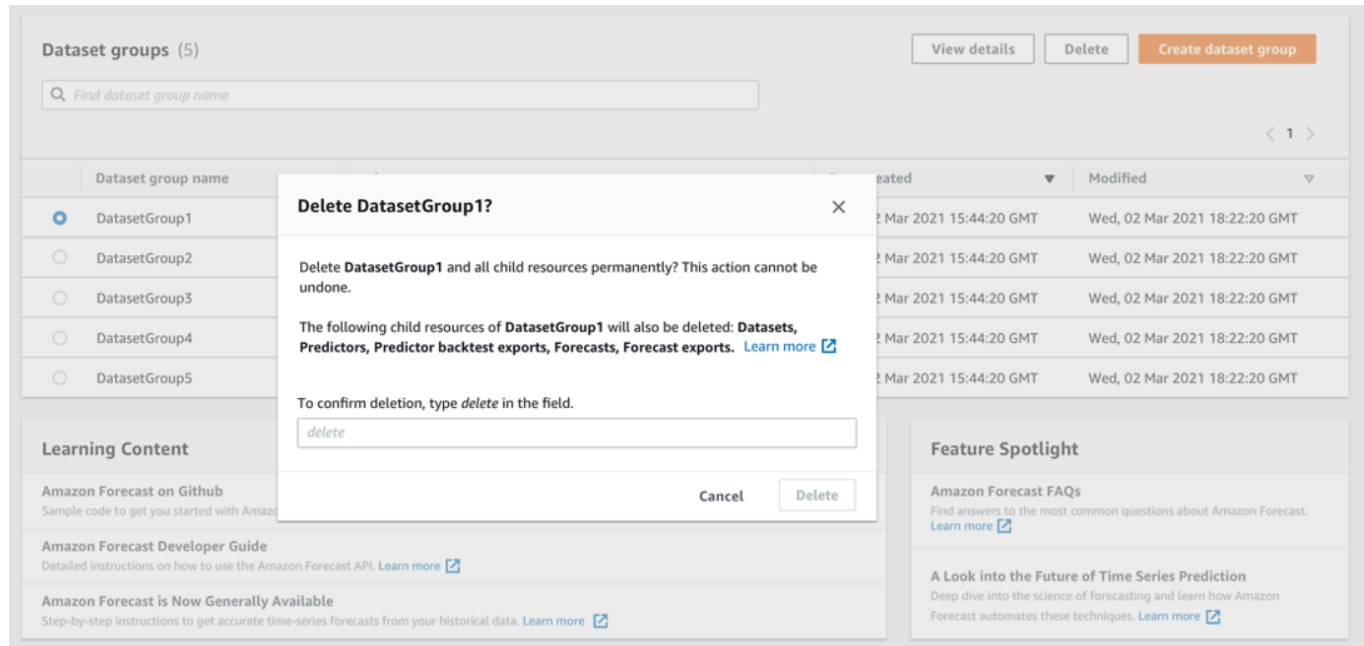 Dataset groups (5)
View details
Delete
Create dataset group
Find dataset group name
1
Dataset group name
Modified
DatasetGroup1
2 Mar 2021 15:44:20 GMT
Wed, 02 Mar 2021 18:22:20 GMT
DatasetGroup2
2 Mar 2021 15:44:20 GMT
Wed, 02 Mar 2021 18:22:20 GMT
DatasetGroup3
2 Mar 2021 15:44:20 GMT
Wed, 02 Mar 2021 18:22:20 GMT
DatasetGroup4
2 Mar 2021 15:44:20 GMT
Wed, 02 Mar 2021 18:22:20 GMT
DatasetGroup5
2 Mar 2021 15:44:20 GMT
Wed, 02 Mar 2021 18:22:20 GMT
Delete DatasetGroup1?
Delete DatasetGroup1 and all child resources permanently? This action cannot be
undone.
The following child resources of DatasetGroup1 will also be deleted: Datasets,
Predictors, Predictor backtest exports, Forecasts, Forecast exports. Learn more
To confirm deletion, type delete in the field.
delete
Cancel
Delete
Learning Content
Amazon Forecast on Github
Sample code to get you started with
Amazon Forecast Developer Guide
Detailed instructions on how to use the Amazon Forecast API. Learn more
Amazon Forecast is Now Generally Available
Step-by-step instructions to get accurate time-series forecasts from your historical data. Learn more
Feature Spotlight
Amazon Forecast FAQs
Find answers to the most common questions about Amazon Forecast.
Learn more
A Look into the Future of Time Series Prediction
Deep dive into the science of forecasting and learn how Amazon
Forecast automates these techniques. Learn more